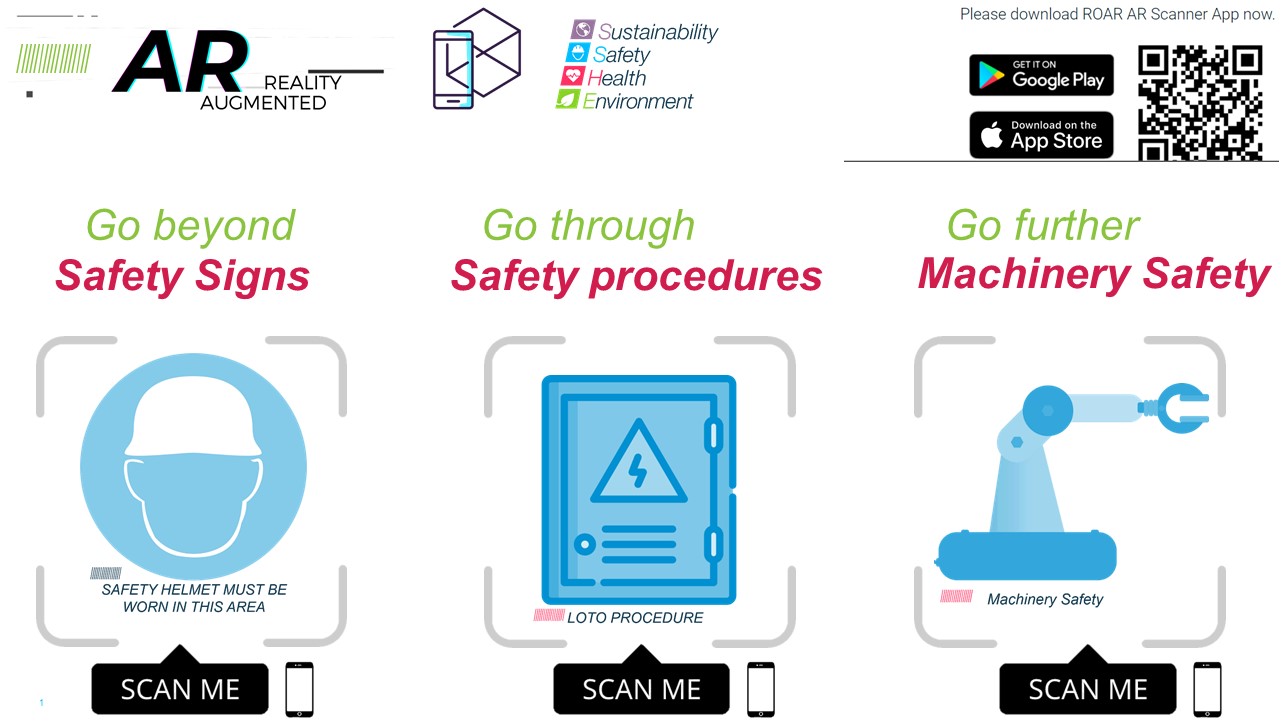 Please download ROAR AR Scanner App now.
AR REALITY
AUGMENTED
Sustainability
Safety
Health
Environment
GET IT ON
Google Play
Download on the
App Store
Go beyond
Safety Signs
Go through
Safety procedures
Go further
Machinery Safety
SAFETY HELMET MUST BE
WORN IN THIS AREA
LOTO PROCEDURE
Machinery Safety
SCAN ME
SCAN ME
SCAN ME
1